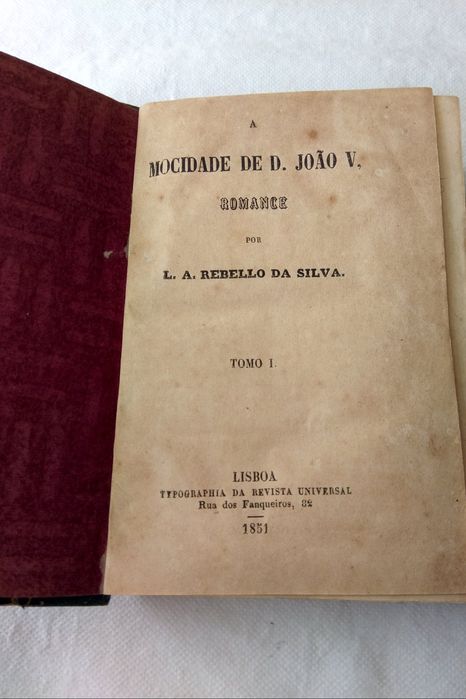 A
MOCIDADE DE D. JOÃO V,
ROMANCE
POR
L. A. REBELLO DA SILVA.
TOMO I.
LISBOA
TYPOGRAPHIA DA REVISTA UNIVERSAL
Rua dos Fanqueiros, 82
1851